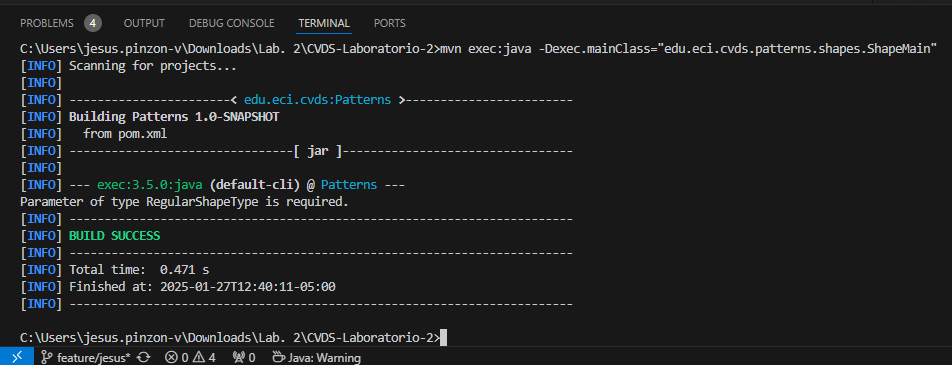 PROBLEMS 4 OUTPUT DEBUG CONSOLE TERMINAL PORTS
C:\Users\jesus.pinzon-v\Downloads\Lab. 2\CVDS-Laboratorio-2>mvn exec:java -Dexec.mainClass="edu.eci.cvds.patterns.shapes.ShapeMain"
[INFO] Scanning for projects...
[INFO]
[INFO] -----------------------< edu.eci.cvds:Patterns >------------------------
[INFO] Building Patterns 1.0-SNAPSHOT
[INFO]   from pom.xml
[INFO] --------------------------------[ jar ]---------------------------------
[INFO]
[INFO] --- exec:3.5.0:java (default-cli) @ Patterns ---
Parameter of type RegularShapeType is required.
[INFO] ------------------------------------------------------------------------
[INFO] BUILD SUCCESS
[INFO] ------------------------------------------------------------------------
[INFO] Total time:  0.471 s
[INFO] Finished at: 2025-01-27T12:40:11-05:00
[INFO] ------------------------------------------------------------------------
C:\Users\jesus.pinzon-v\Downloads\Lab. 2\CVDS-Laboratorio-2>
feature/jesus* 0 4 0 Java: Warning